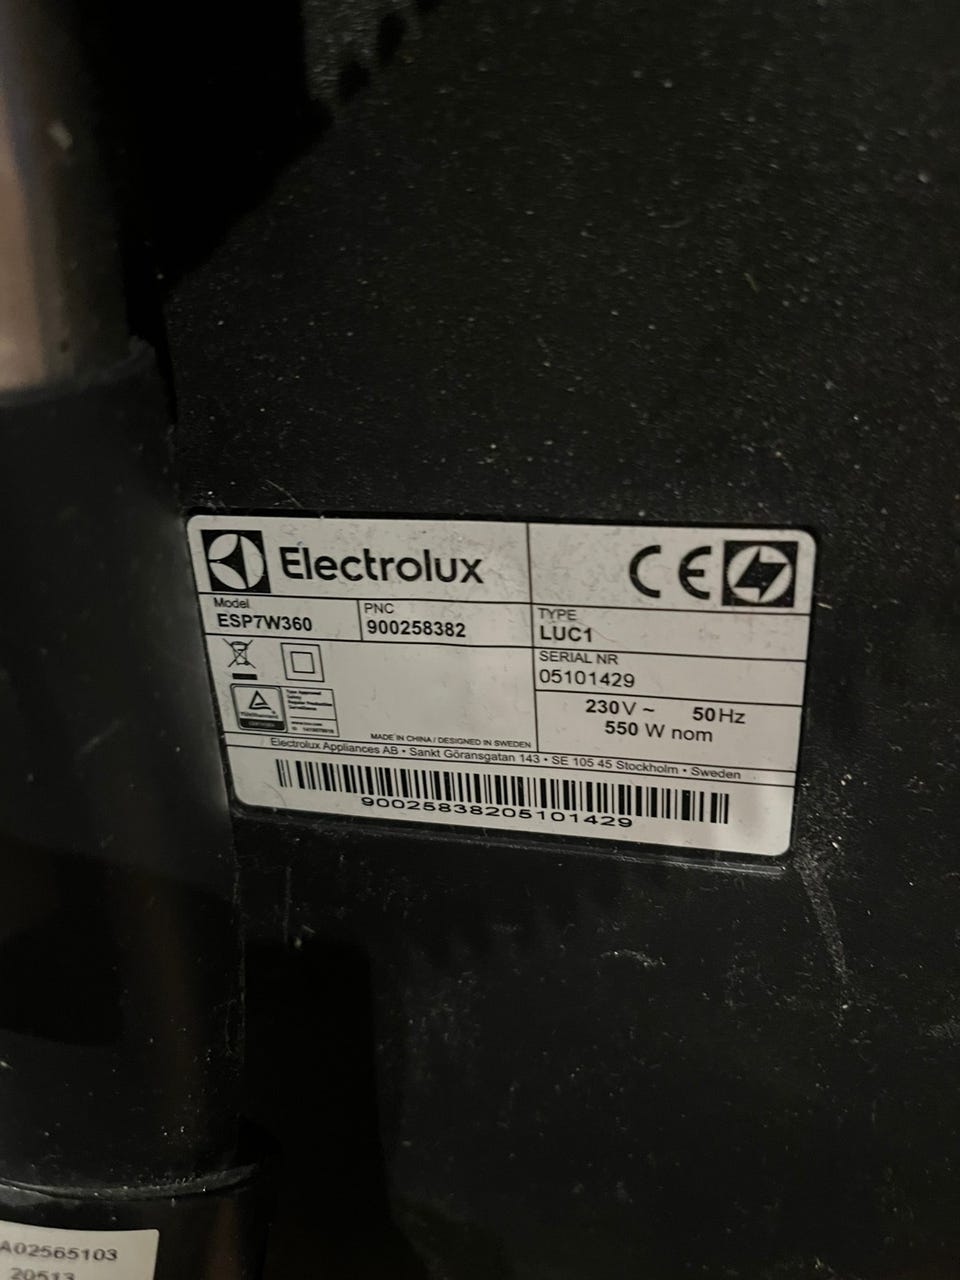 Electrolux
CE
Model
ESP7W360
PNC
900258382
TYPE
LUC1
SERIAL NR
05101429
230V ~ 50Hz
550 W nom
MADE IN CHINA / DESIGNED IN SWEDEN
Electrolux Appliances AB • Sankt Göransgatan 143 • SE 105 45 Stockholm • Sweden
90025838205101429
A02565103
20513